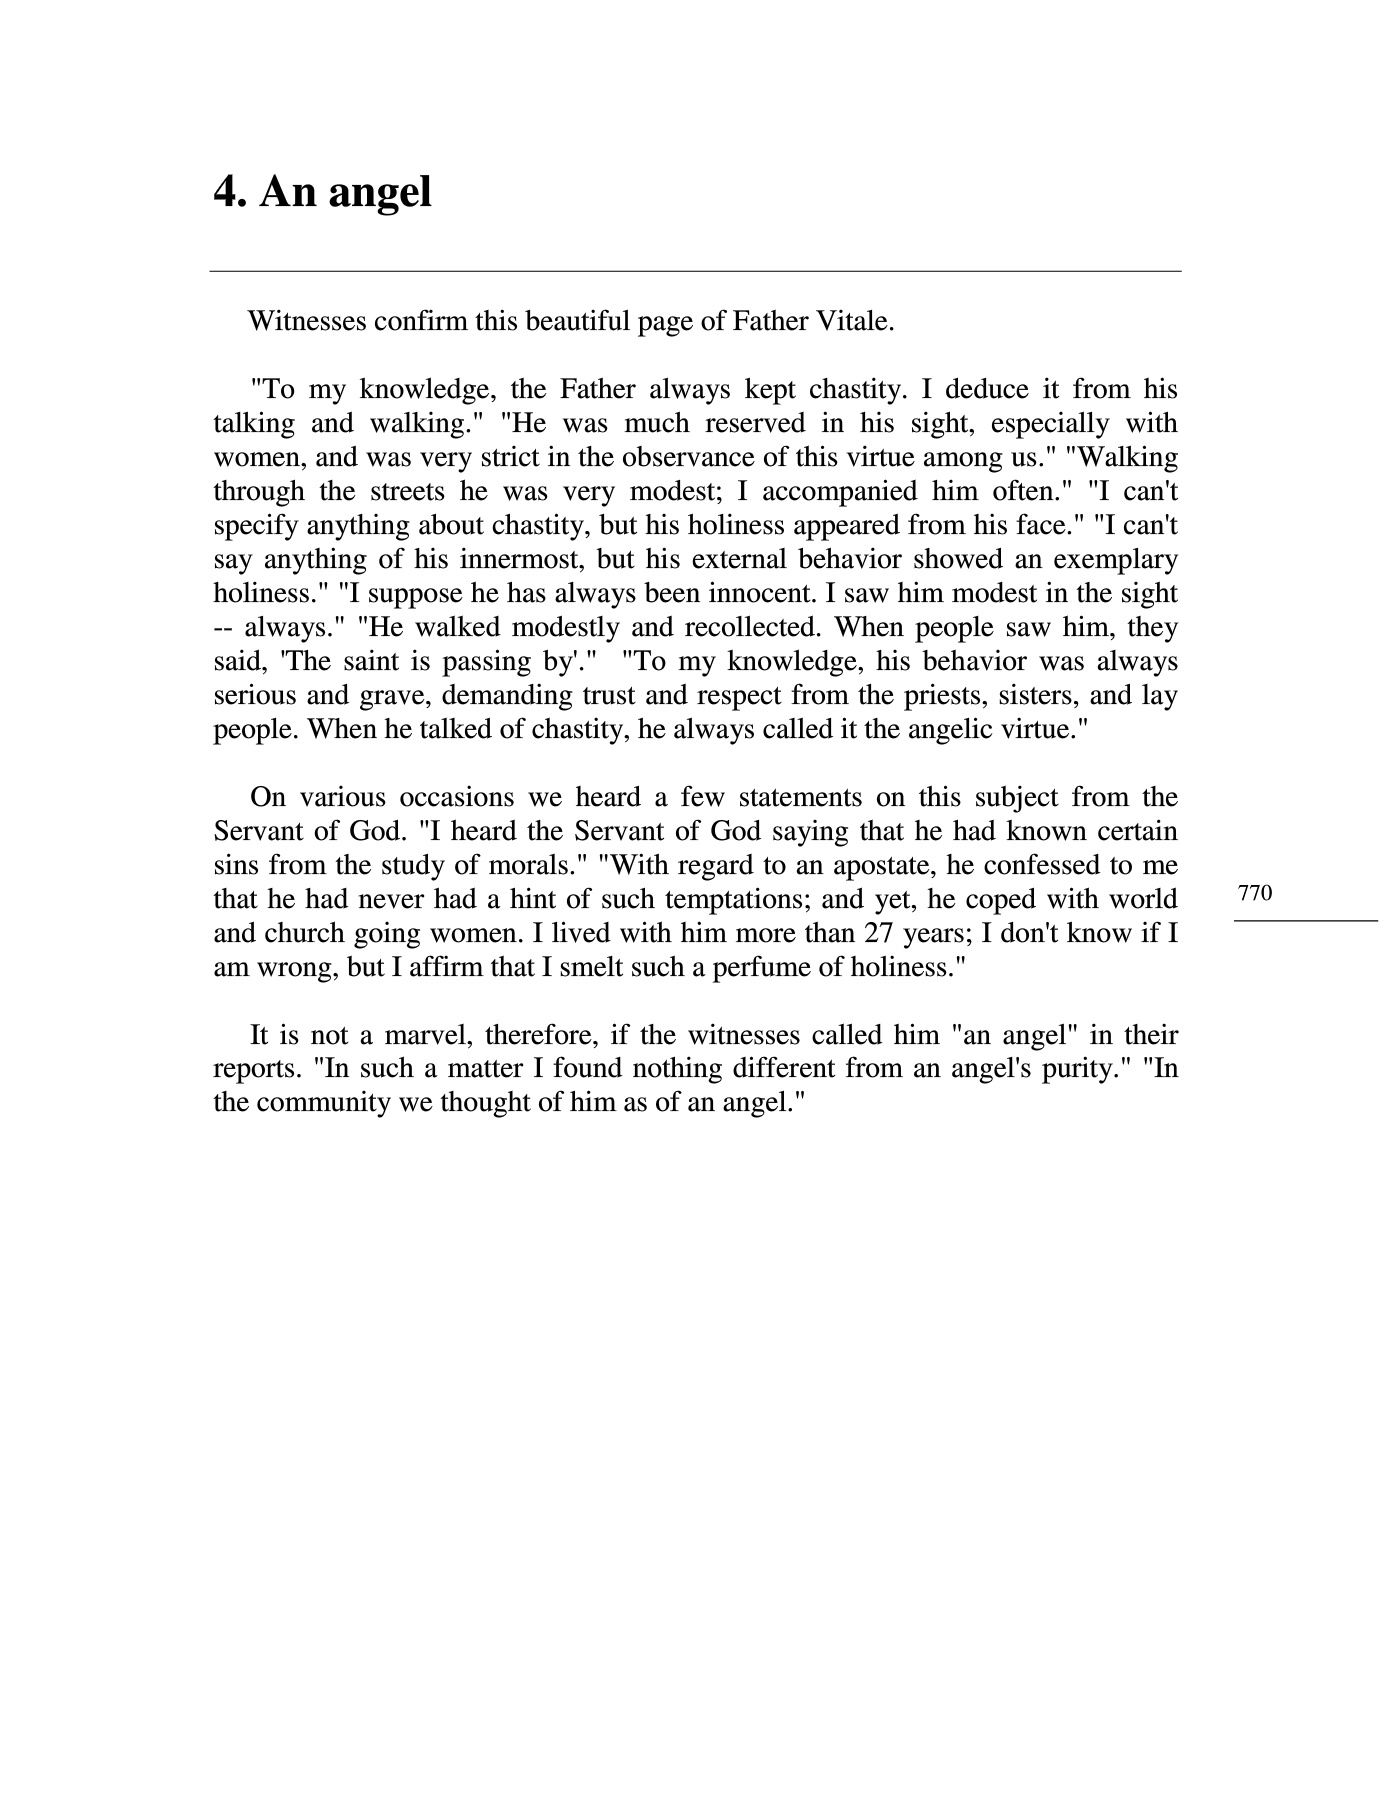 4. An angel
Witnesses confirm this beautiful page of Father Vitale.
"To my knowledge, the Father always kept chastity. I deduce it from his
talking and walking." "He was much reserved in his sight, especially with
women, and was very strict in the observance of this virtue among us." "Walking
through the streets he was very modest; I accompanied him often." "I can't
specify anything about chastity, but his holiness appeared from his face." "I can't
say anything of his innermost, but his external behavior showed an exemplary
holiness." "I suppose he has always been innocent. I saw him modest in the sight
-- always." "He walked modestly and recollected. When people saw him, they
said, 'The saint is passing by'."  "To my knowledge, his behavior was always
serious and grave, demanding trust and respect from the priests, sisters, and lay
people. When he talked of chastity, he always called it the angelic virtue."
On various occasions we heard a few statements on this subject from the
Servant of God. "I heard the Servant of God saying that he had known certain
sins from the study of morals." "With regard to an apostate, he confessed to me
that he had never had a hint of such temptations; and yet, he coped with world
and church going women. I lived with him more than 27 years; I don't know if I
am wrong, but I affirm that I smelt such a perfume of holiness."
770
It is not a marvel, therefore, if the witnesses called him "an angel" in their
reports. "In such a matter I found nothing different from an angel's purity." "In
the community we thought of him as of an angel."